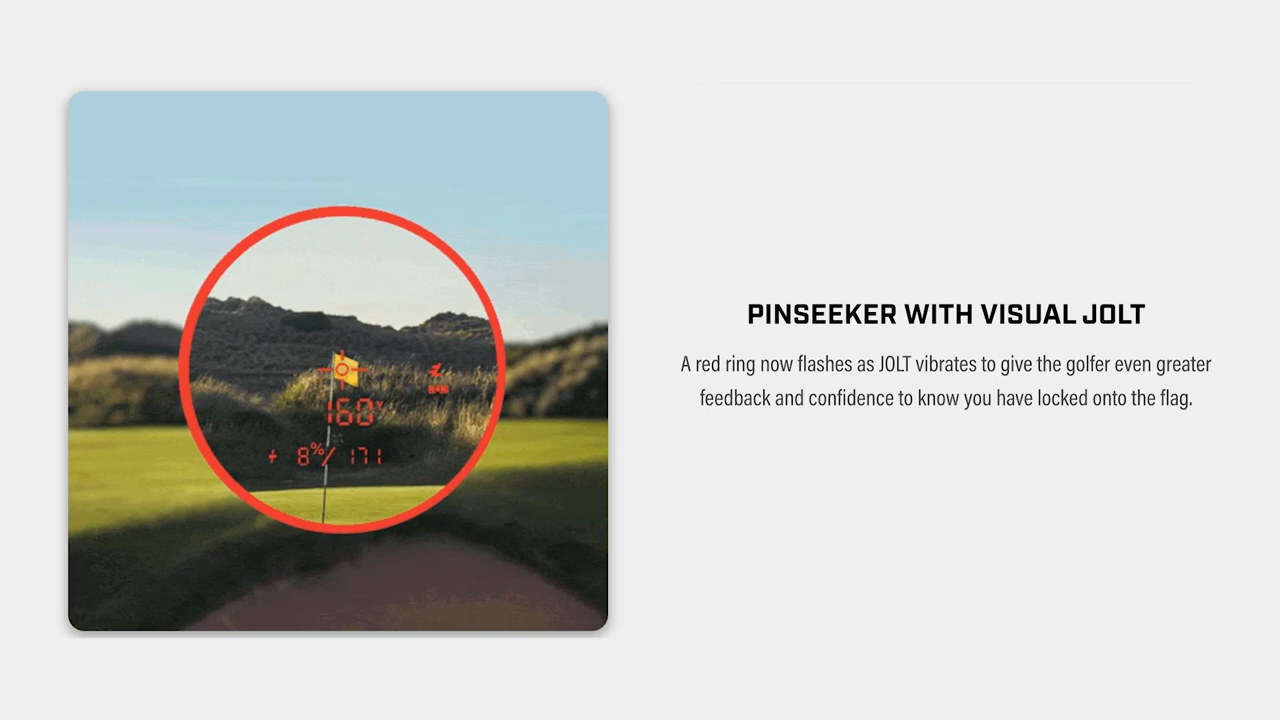 160Y
+ 8%/ 171
PINSEEKER WITH VISUAL JOLT
A red ring now flashes as JOLT vibrates to give the golfer even greater
feedback and confidence to know you have locked onto the flag.